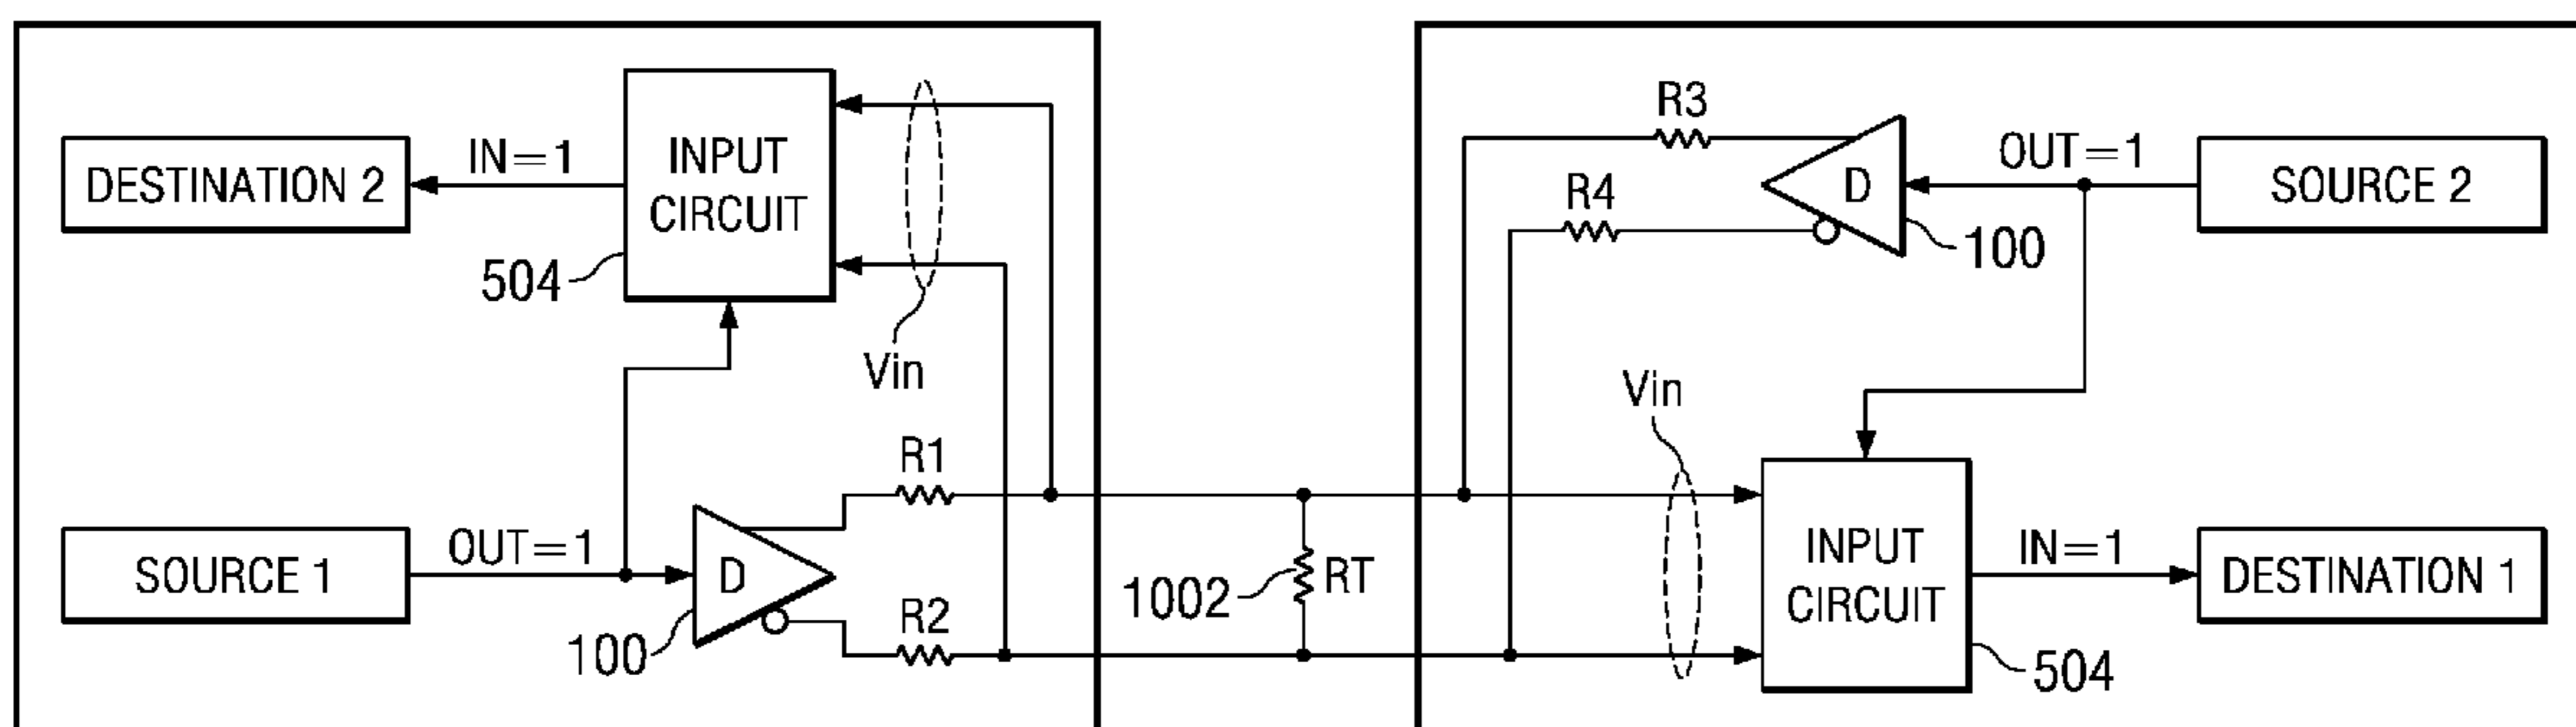 DESTINATION 2
IN=1
INPUT
CIRCUIT
504
Vin
SOURCE 1
OUT=1
D
100
R1
R2
1002
RT
R3
R4
D
100
OUT=1
SOURCE 2
Vin
INPUT
CIRCUIT
504
IN=1
DESTINATION 1